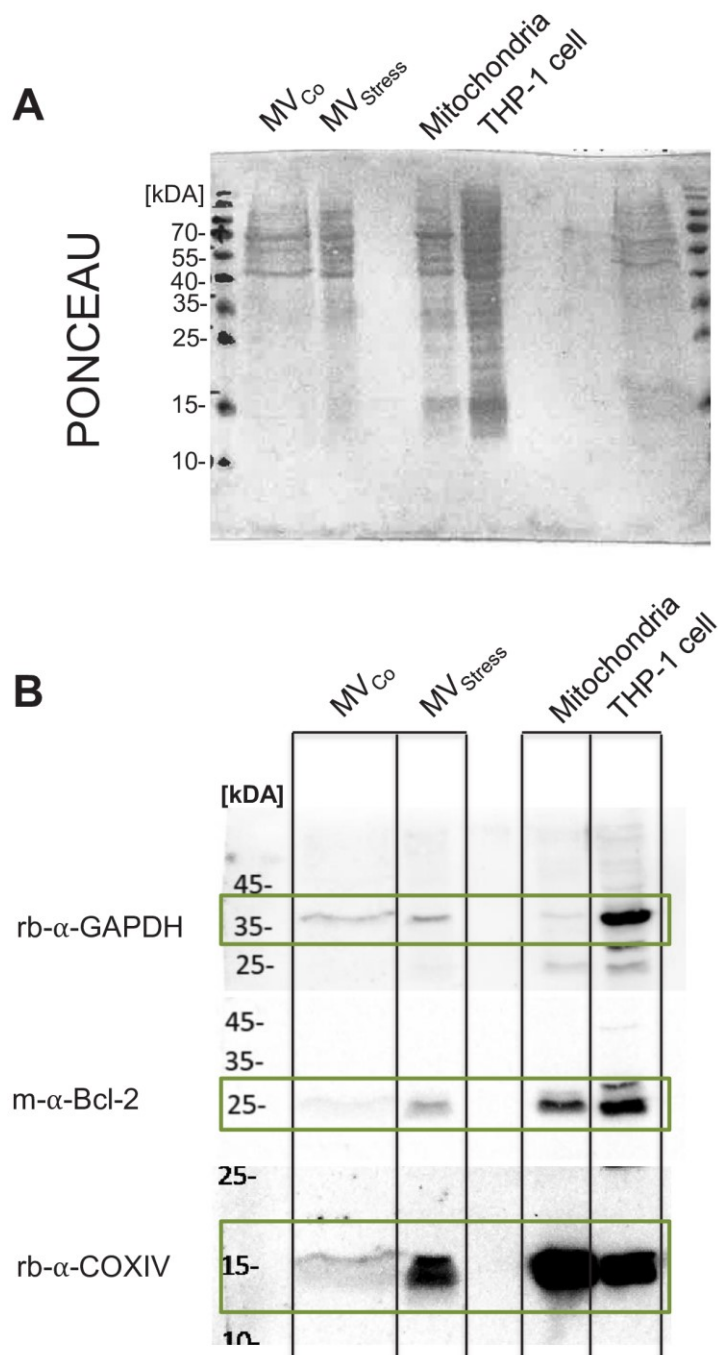 A
MV Co MV Stress Mitochondria THP-1 cell
[kDA]
70-
55-
40-
35-
25-
15-
10-
PONCEAU
B
MV Co MV Stress Mitochondria THP-1 cell
[kDA]
45-
rb-α-GAPDH 35-
25-
45-
35-
m-α-Bcl-2 25-
25-
rb-α-COXIV 15-
10-